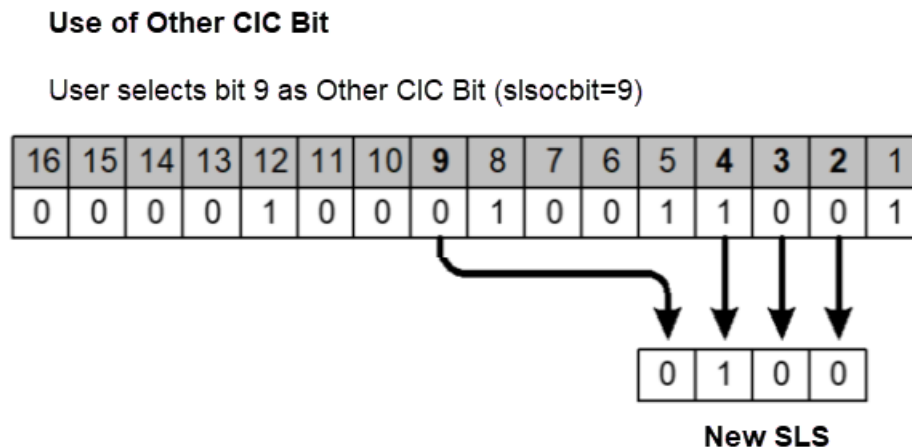 Use of Other CIC Bit
User selects bit 9 as Other CIC Bit (slsocbit=9)
16 15 14 13 12 11 10 9 8 7 6 5 4 3 2 1
0 0 0 0 1 0 0 0 1 0 0 1 1 0 0 1
0 1 0 0
New SLS